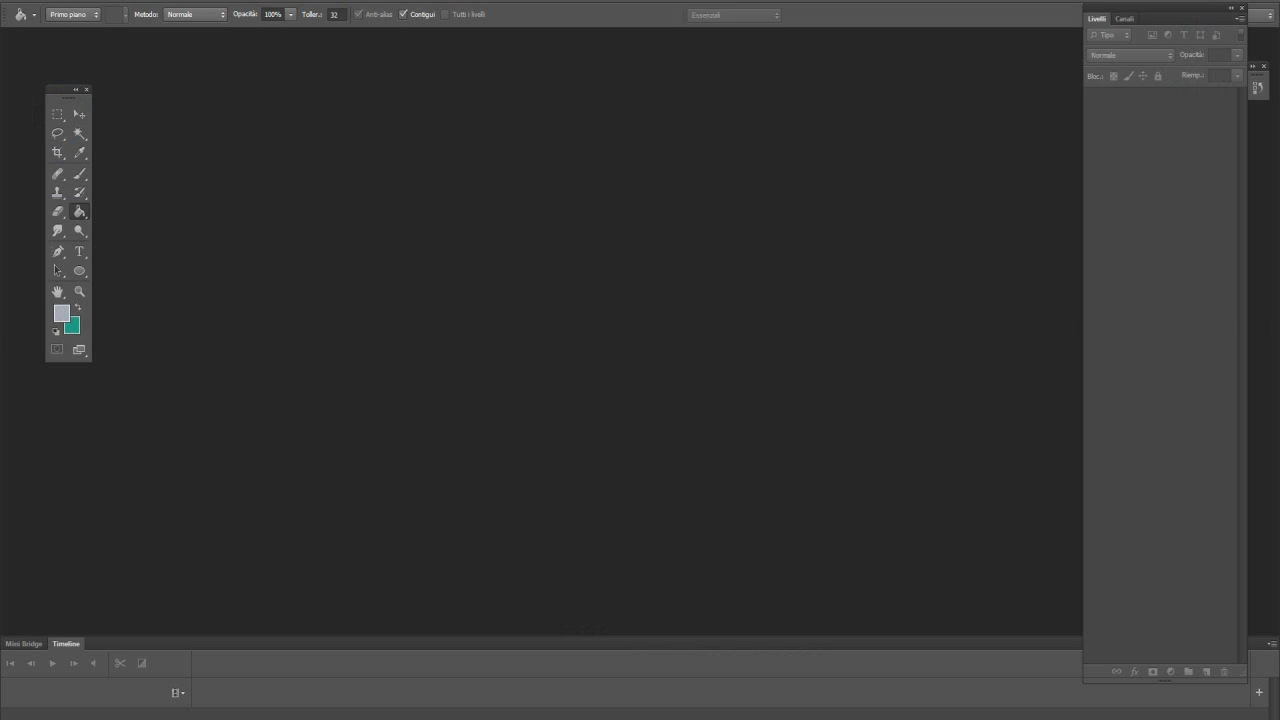 Primo piano Metodo: Normale Opacità: 100% Toller.: 32 Anti-alias Contigui Tutti i livelli Essenziali
Livelli Canali
Tipo
Normale Opacità:
Bloc.: Riemp.:
T
Mini Bridge Timeline